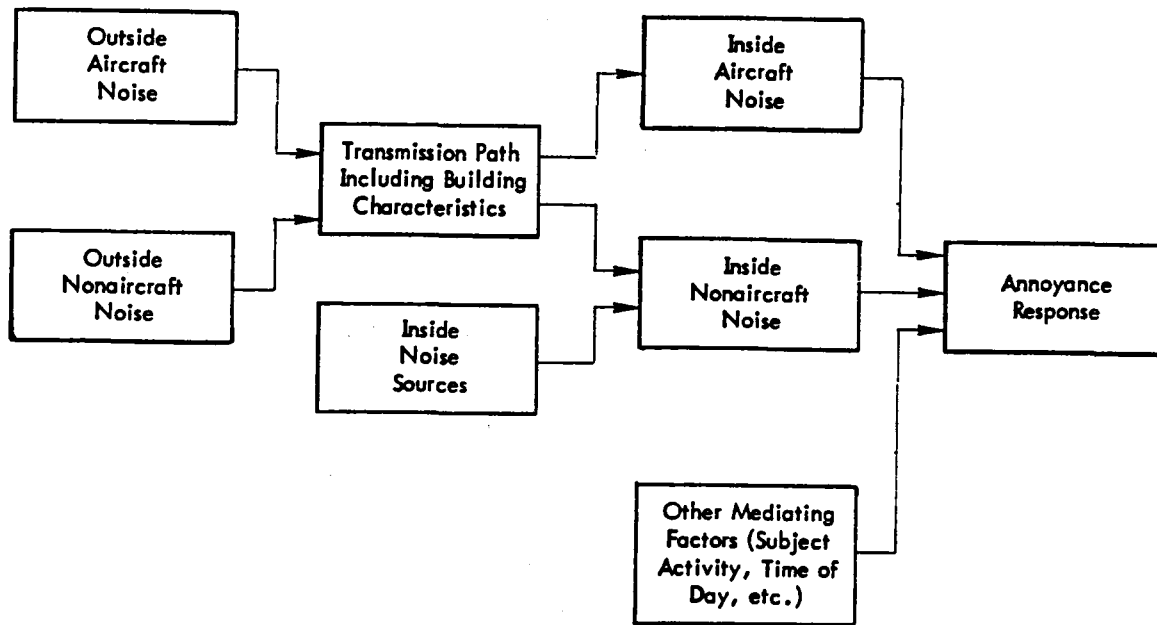 Outside
Aircraft
Noise
Inside
Aircraft
Noise
Transmission Path
Including Building
Characteristics
Outside
Nonaircraft
Noise
Inside
Nonaircraft
Noise
Annoyance
Response
Inside
Noise
Sources
Other Mediating
Factors (Subject
Activity, Time of
Day, etc.)